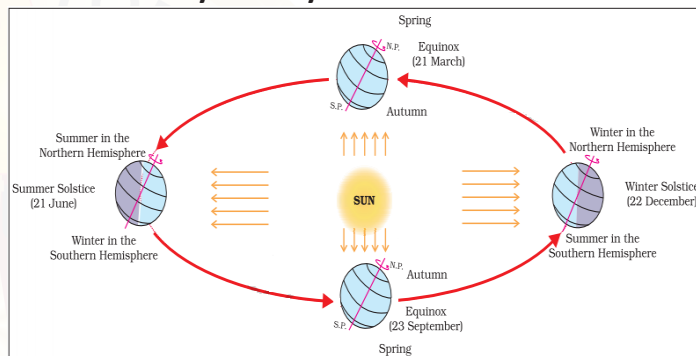 Spring
N.P.
Equinox
(21 March)
S.P.
Autumn
Summer in the
Northern Hemisphere
Summer Solstice
(21 June)
Winter in the
Southern Hemisphere
SUN
Winter in the
Northern Hemisphere
Winter Solstice
(22 December)
Summer in the
Southern Hemisphere
N.P.
Autumn
S.P.
Equinox
(23 September)
Spring